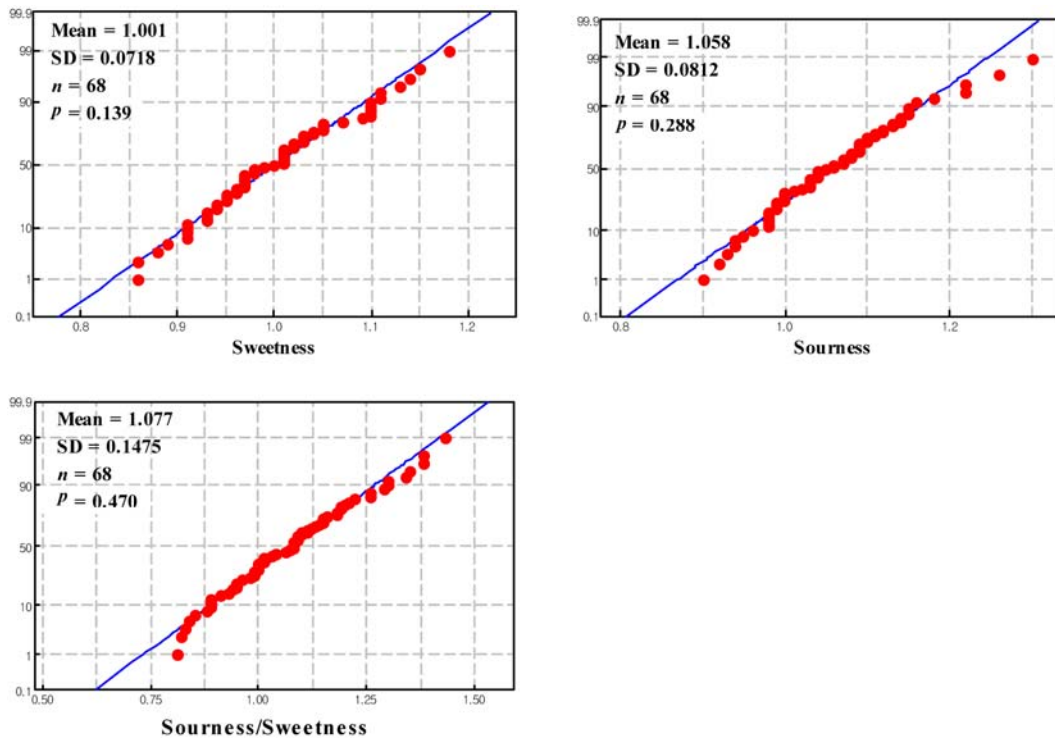 99.9
Mean = 1.001
99
SD = 0.0718
n = 68
90
p = 0.139
50
10
1
0.1
0.8 0.9 1.0 1.1 1.2
Sweetness
99.9
Mean = 1.058
99
SD = 0.0812
n = 68
90
p = 0.288
50
10
1
0.1
0.8 1.0 1.2
Sourness
99.9
Mean = 1.077
99
SD = 0.1475
n = 68
90
p = 0.470
50
10
1
0.1
0.50 0.75 1.00 1.25 1.50
Sourness/Sweetness